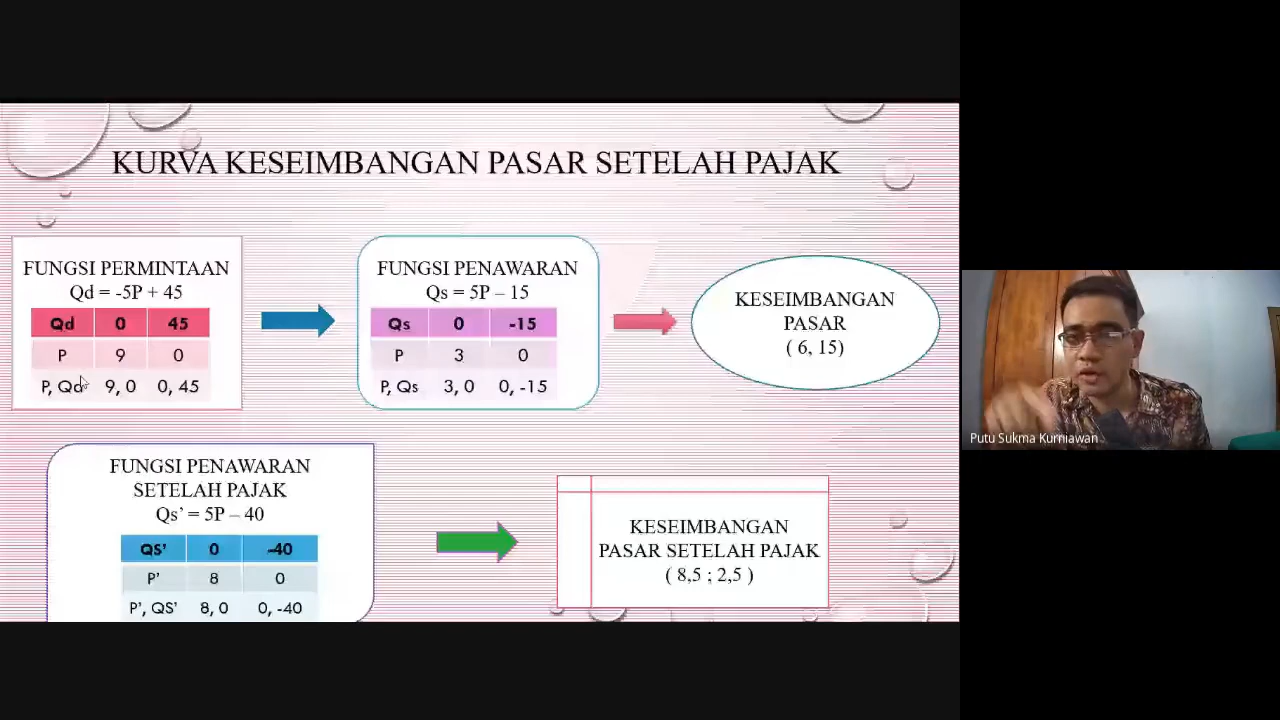 KURVA KESEIMBANGAN PASAR SETELAH PAJAK
FUNGSI PERMINTAAN
Qd = -5P + 45
Qd 0 45
P 9 0
P, Qd 9, 0 0, 45
FUNGSI PENAWARAN
Qs = 5P – 15
Qs 0 -15
P 3 0
P, Qs 3, 0 0, -15
KESEIMBANGAN
PASAR
( 6, 15)
FUNGSI PENAWARAN
SETELAH PAJAK
Qs’ = 5P – 40
QS’ 0 -40
P’ 8 0
P’, QS’ 8, 0 0, -40
KESEIMBANGAN
PASAR SETELAH PAJAK
( 8,5 ; 2,5 )
Putu Sukma Kurniawan